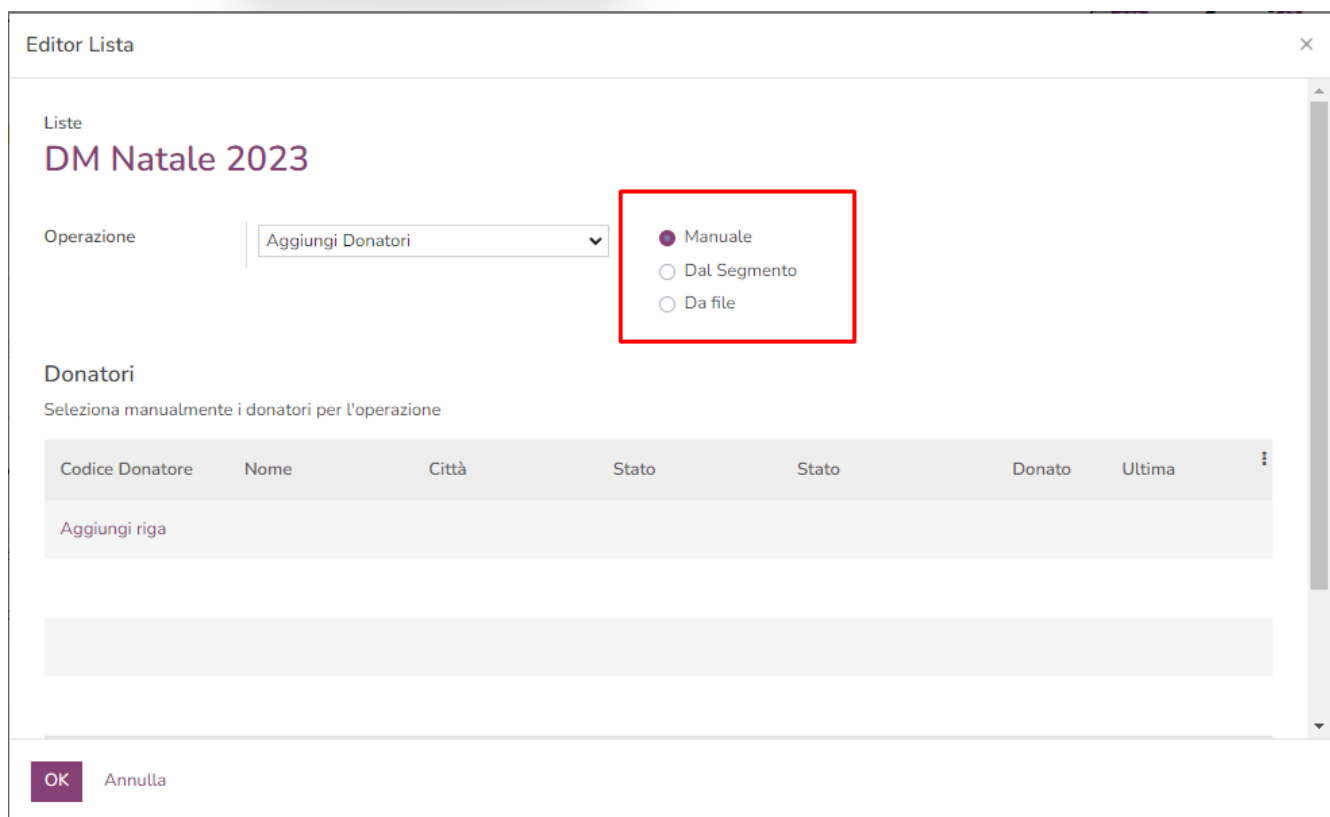 Editor Lista
Liste
DM Natale 2023
Operazione
Aggiungi Donatori
Manuale
Dal Segmento
Da file
Donatori
Seleziona manualmente i donatori per l'operazione
Codice Donatore Nome Città Stato Stato Donato Ultima
Aggiungi riga
OK Annulla